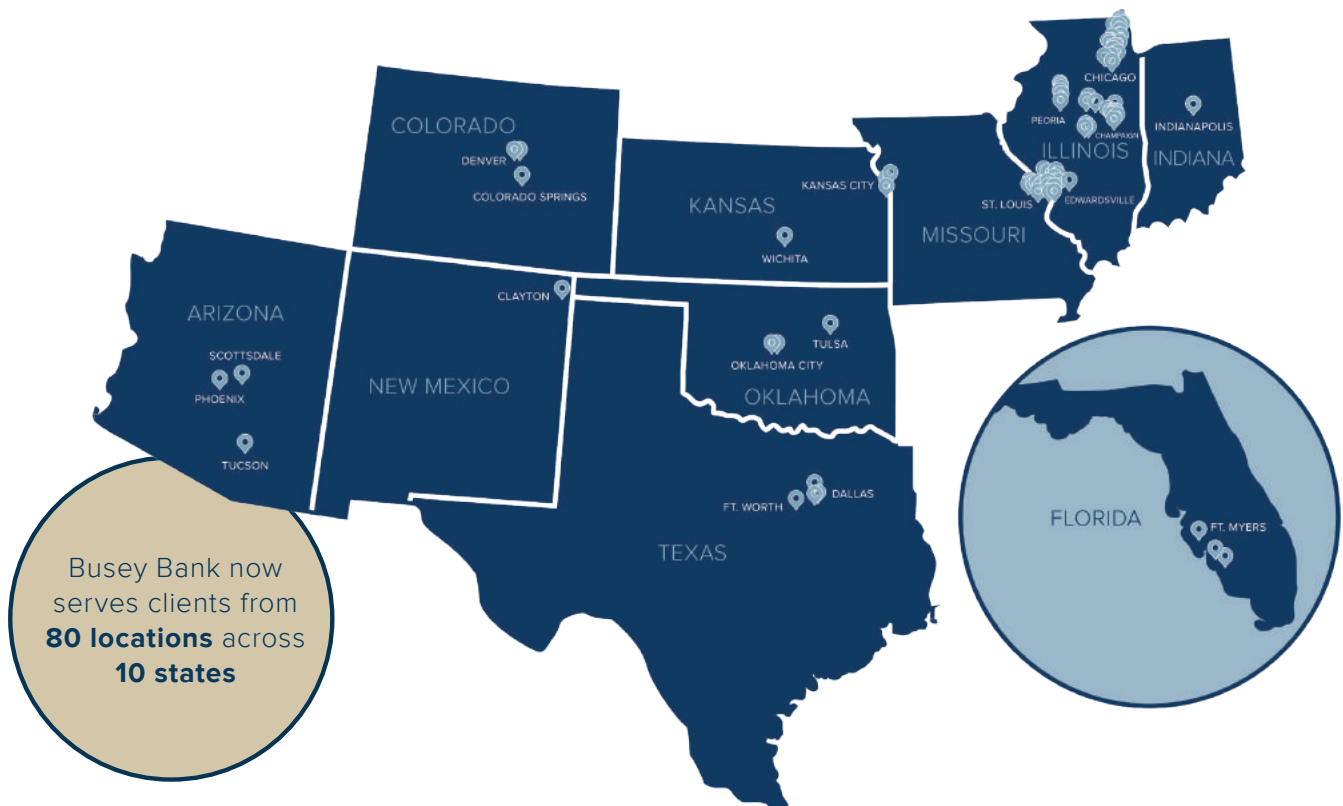 CHICAGO
PEORIA
CHAMPAIGN
INDIANAPOLIS
ILLINOIS
INDIANA
COLORADO
DENVER
COLORADO SPRINGS
KANSAS CITY
KANSAS
ST. LOUIS
EDWARDSVILLE
MISSOURI
WICHITA
CLAYTON
ARIZONA
SCOTTSDALE
PHOENIX
TUCSON
NEW MEXICO
TULSA
OKLAHOMA CITY
OKLAHOMA
FT. WORTH
DALLAS
TEXAS
FLORIDA
FT. MYERS
Busey Bank now
serves clients from
80 locations across
10 states